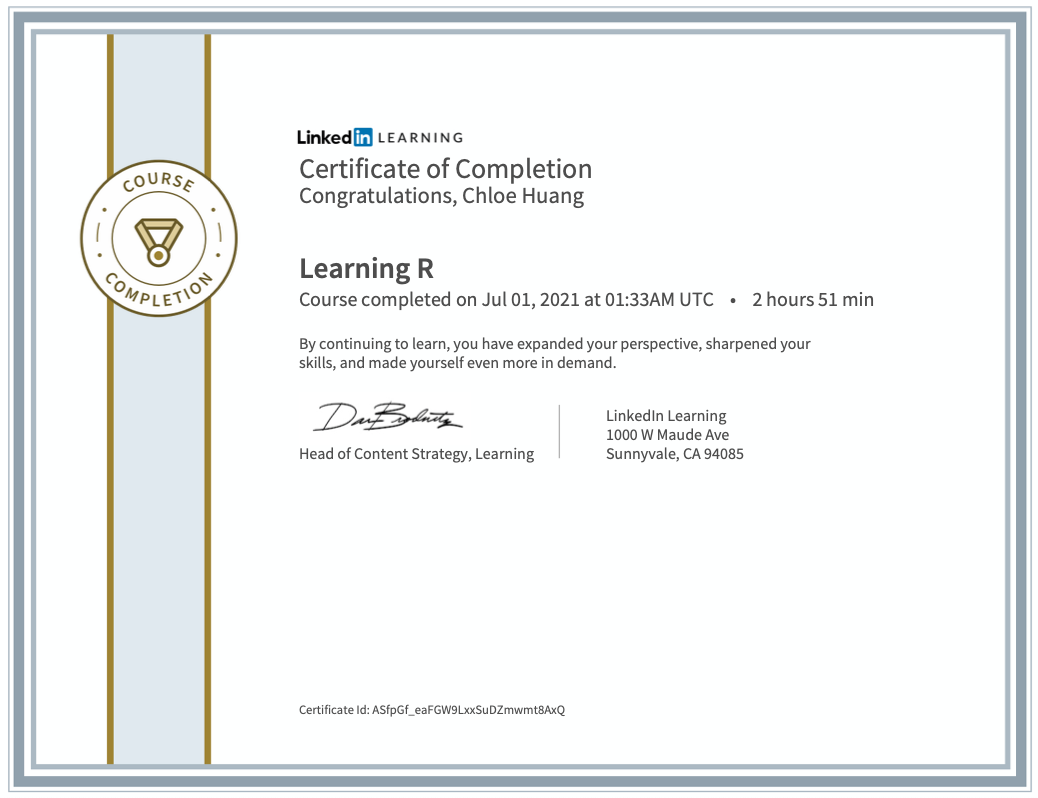 COURSE
COMPLETION
Linkedin LEARNING
Certificate of Completion
Congratulations, Chloe Huang
Learning R
Course completed on Jul 01, 2021 at 01:33AM UTC • 2 hours 51 min
By continuing to learn, you have expanded your perspective, sharpened your
skills, and made yourself even more in demand.
Head of Content Strategy, Learning
LinkedIn Learning
1000 W Maude Ave
Sunnyvale, CA 94085
Certificate Id: ASfpGf_eaFGW9LxxSuDZmwmt8AxQ